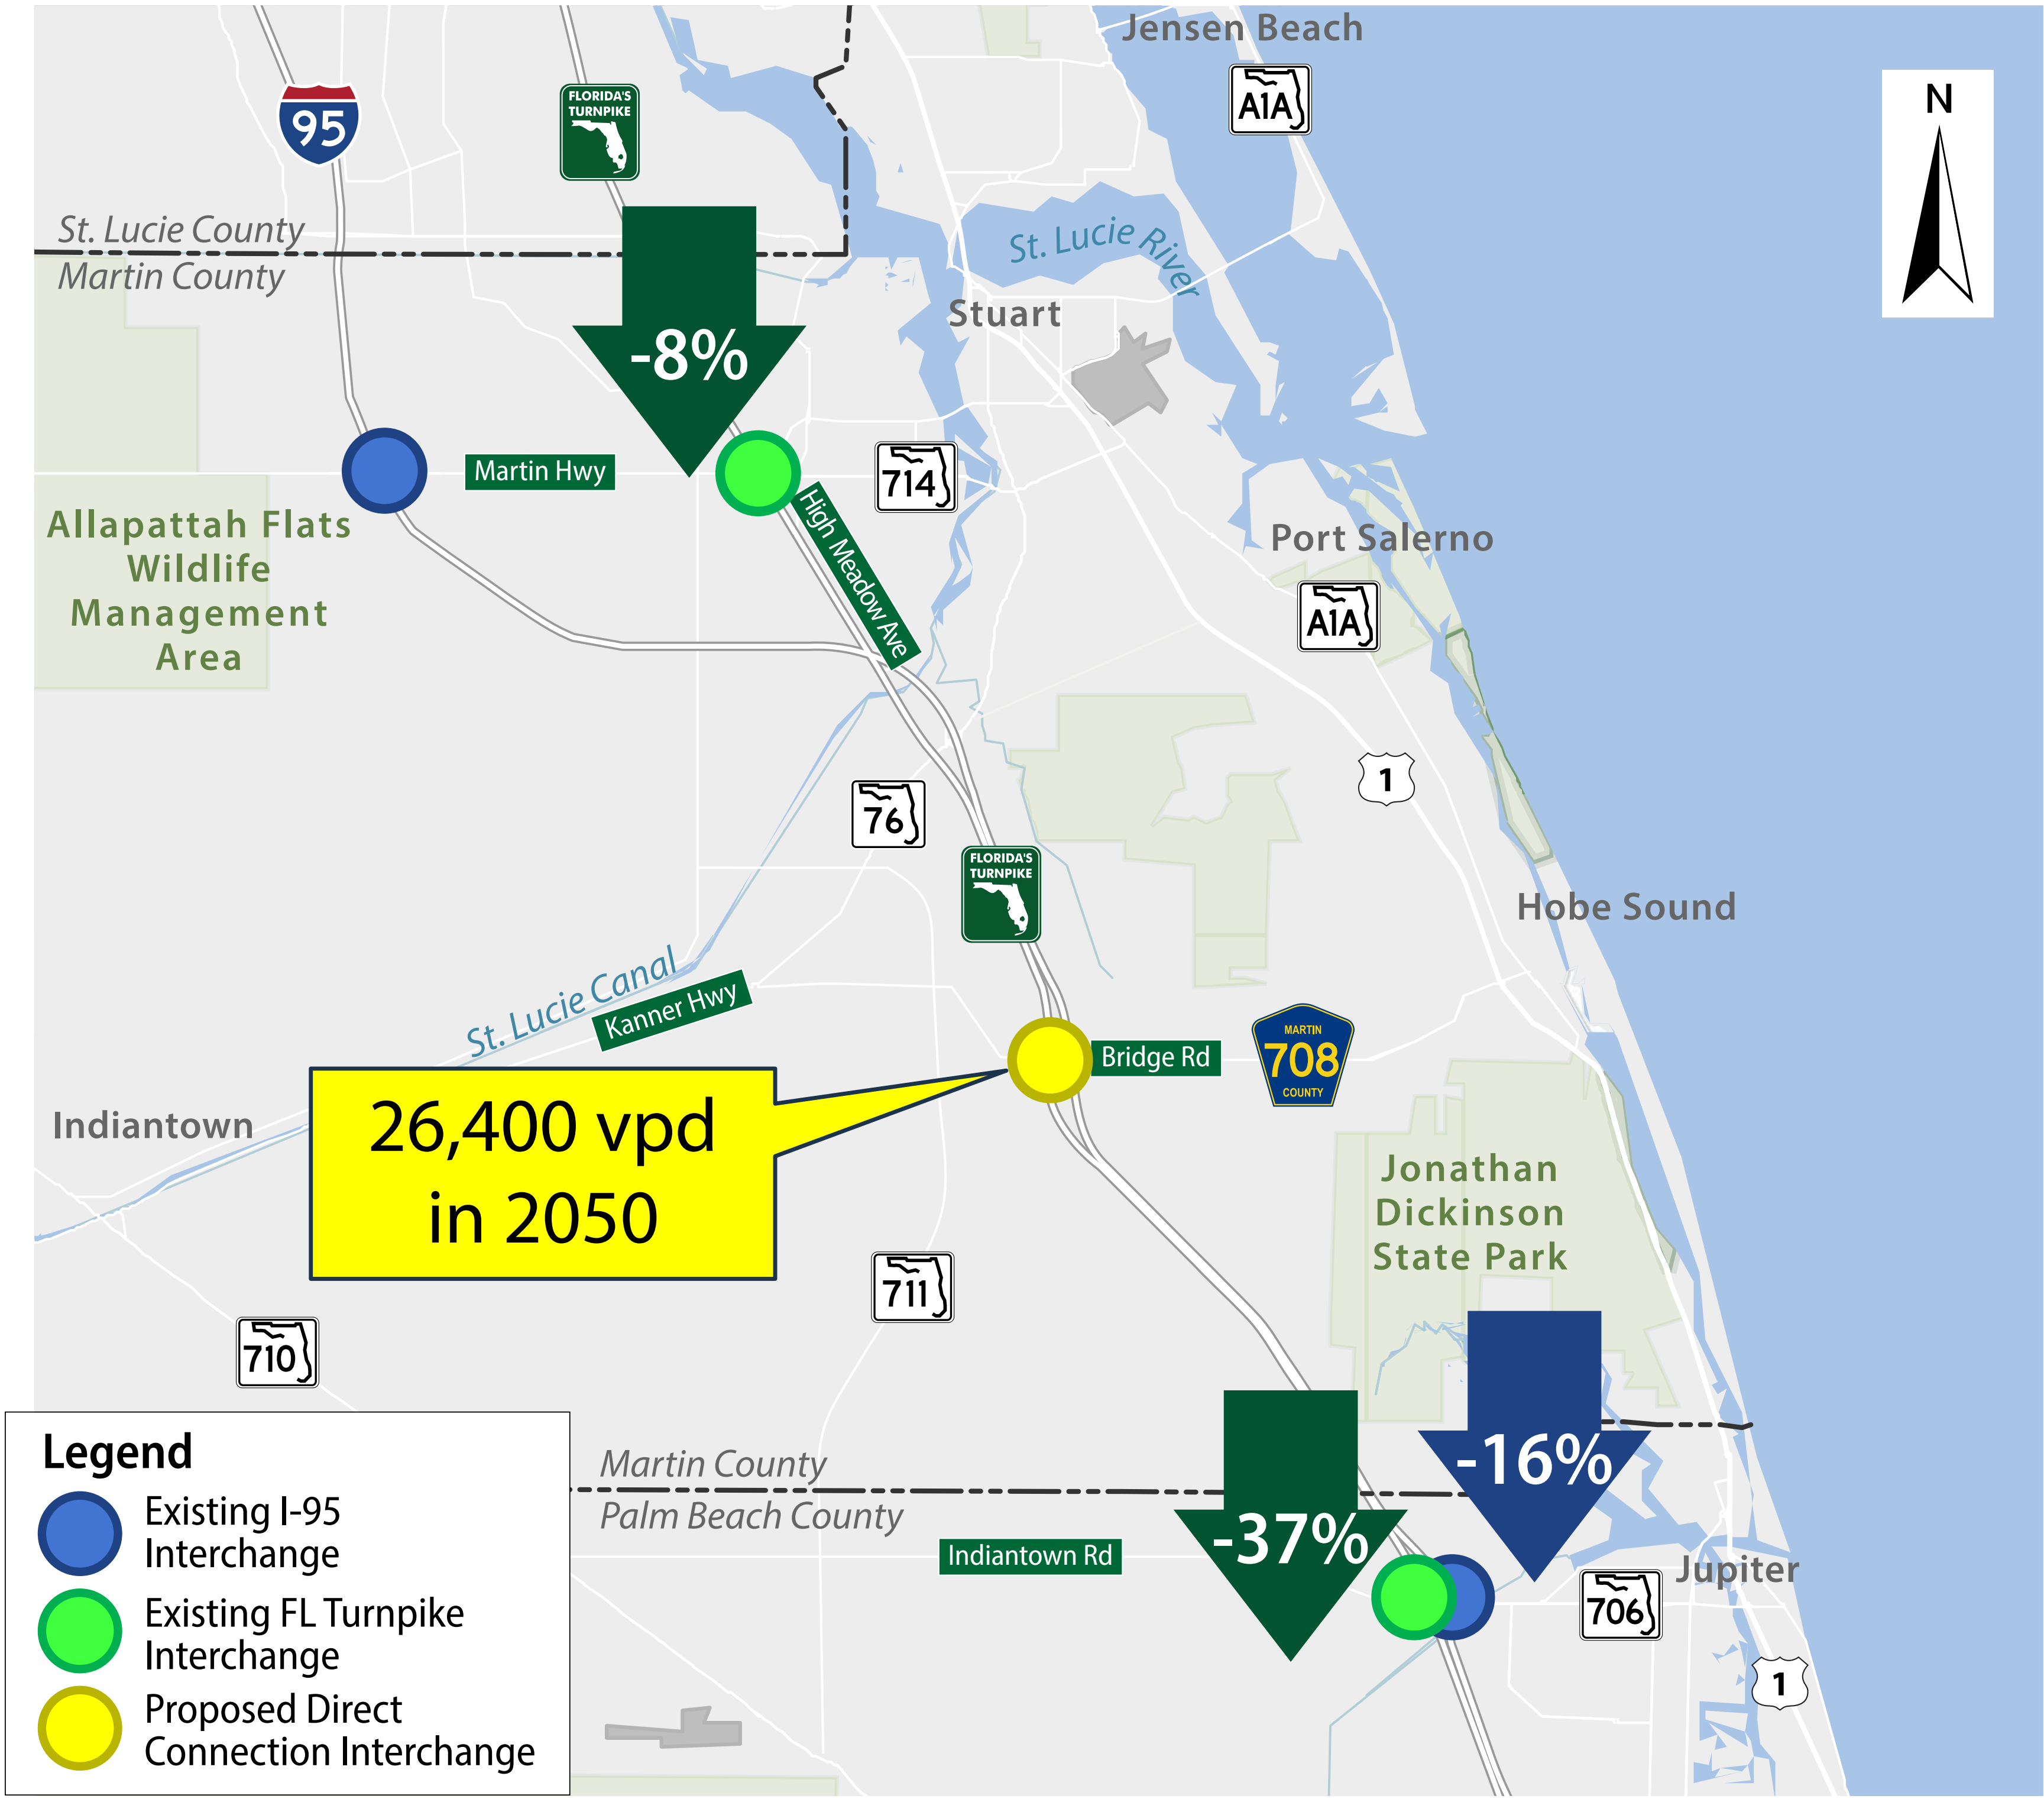 Jensen Beach
A1A
N
95
FLORIDA'S
TURNPIKE
St. Lucie County
Martin County
St. Lucie River
Stuart
-8%
Martin Hwy
714
High Meadow Ave
Allapattah Flats
Wildlife
Management
Area
Port Salerno
A1A
1
76
FLORIDA'S
TURNPIKE
Hobe Sound
St. Lucie Canal
Kanner Hwy
Bridge Rd
MARTIN
708
COUNTY
26,400 vpd
in 2050
Indiantown
Jonathan
Dickinson
State Park
711
710
-16%
-37%
Martin County
Palm Beach County
Indiantown Rd
Jupiter
706
1
Legend
Existing I-95
Interchange
Existing FL Turnpike
Interchange
Proposed Direct
Connection Interchange